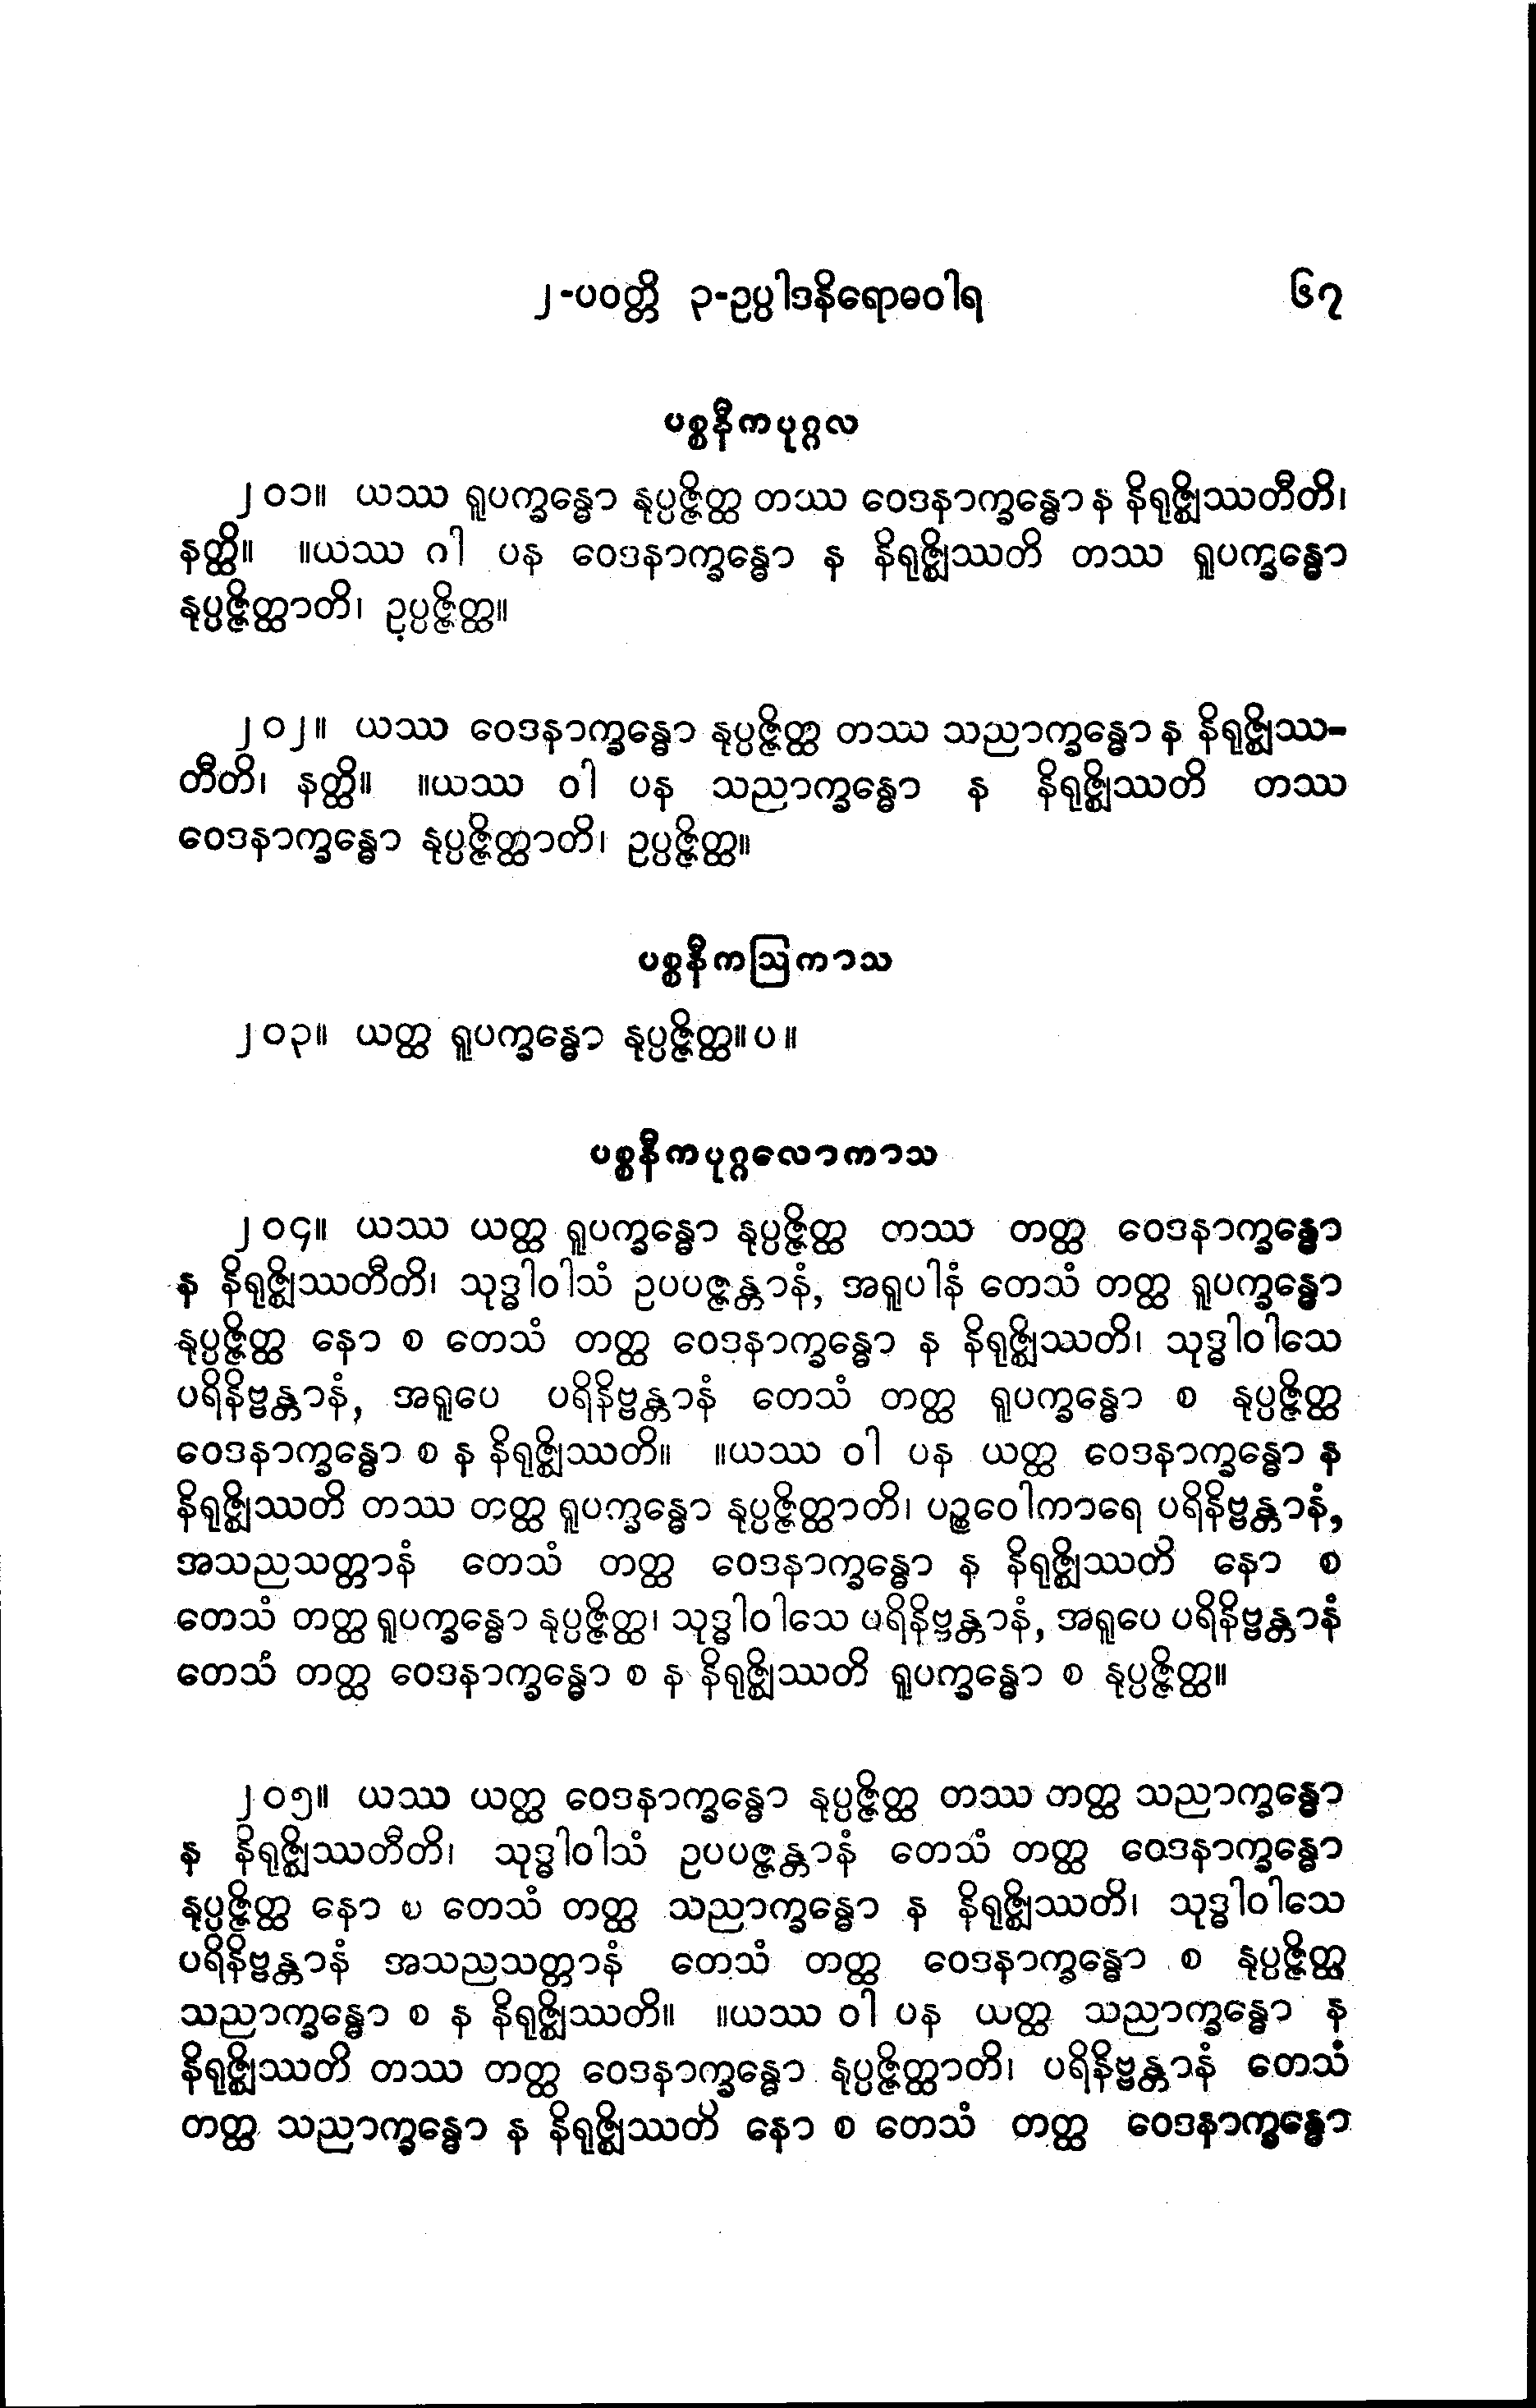 ၂-ပဝတ္တိ ၃-ဥပ္ပါဒနိရောဓဝါရ ၆၇
ပစ္စနီကပုဂ္ဂလ
၂၀၁။ ယဿ ရူပက္ခန္ဓော နုပ္ပဇ္ဇိတ္ထ တဿ ဝေဒနာက္ခန္ဓော န နိရုဇ္ဈိဿတီတိ၊
နတ္ထိ။ ။ယဿ ဝါ ပန ဝေဒနာက္ခန္ဓော န နိရုဇ္ဈိဿတိ တဿ ရူပက္ခန္ဓော
နုပ္ပဇ္ဇိတ္ထာတိ၊ ဥပ္ပဇ္ဇိတ္ထ။
၂၀၂။ ယဿ ဝေဒနာက္ခန္ဓော နုပ္ပဇ္ဇိတ္ထ တဿ သညာက္ခန္ဓော န နိရုဇ္ဈိဿ-
တီတိ၊ နတ္ထိ။ ။ယဿ ဝါ ပန သညာက္ခန္ဓော န နိရုဇ္ဈိဿတိ တဿ
ဝေဒနာက္ခန္ဓော နုပ္ပဇ္ဇိတ္ထာတိ၊ ဥပ္ပဇ္ဇိတ္ထ။
ပစ္စနီကဩကာသ
၂၀၃။ ယတ္ထ ရူပက္ခန္ဓော နုပ္ပဇ္ဇိတ္ထ။ပ။
ပစ္စနီကပုဂ္ဂလောကာသ
၂၀၄။ ယဿ ယတ္ထ ရူပက္ခန္ဓော နုပ္ပဇ္ဇိတ္ထ တဿ တတ္ထ ဝေဒနာက္ခန္ဓော
န နိရုဇ္ဈိဿတီတိ၊ သုဒ္ဓါဝါသံ ဥပပဇ္ဇန္တာနံ, အရူပါနံ တေသံ တတ္ထ ရူပက္ခန္ဓော
နုပ္ပဇ္ဇိတ္ထ နော စ တေသံ တတ္ထ ဝေဒနာက္ခန္ဓော န နိရုဇ္ဈိဿတိ၊ သုဒ္ဓါဝါသေ
ပရိနိဗ္ဗန္တာနံ, အရူပေ ပရိနိဗ္ဗန္တာနံ တေသံ တတ္ထ ရူပက္ခန္ဓော စ နုပ္ပဇ္ဇိတ္ထ
ဝေဒနာက္ခန္ဓော စ န နိရုဇ္ဈိဿတိ။ ။ယဿ ဝါ ပန ယတ္ထ ဝေဒနာက္ခန္ဓော န
နိရုဇ္ဈိဿတိ တဿ တတ္ထ ရူပက္ခန္ဓော နုပ္ပဇ္ဇိတ္ထာတိ၊ ပဉ္စဝေါကာရေ ပရိနိဗ္ဗန္တာနံ,
အသညသတ္တာနံ တေသံ တတ္ထ ဝေဒနာက္ခန္ဓော န နိရုဇ္ဈိဿတိ နော စ
တေသံ တတ္ထ ရူပက္ခန္ဓော နုပ္ပဇ္ဇိတ္ထ၊ သုဒ္ဓါဝါသေ ပရိနိဗ္ဗန္တာနံ, အရူပေ ပရိနိဗ္ဗန္တာနံ
တေသံ တတ္ထ ဝေဒနာက္ခန္ဓော စ န နိရုဇ္ဈိဿတိ ရူပက္ခန္ဓော စ နုပ္ပဇ္ဇိတ္ထ။
၂၀၅။ ယဿ ယတ္ထ ဝေဒနာက္ခန္ဓော နုပ္ပဇ္ဇိတ္ထ တဿ တတ္ထ သညာက္ခန္ဓော
န နိရုဇ္ဈိဿတီတိ၊ သုဒ္ဓါဝါသံ ဥပပဇ္ဇန္တာနံ တေသံ တတ္ထ ဝေဒနာက္ခန္ဓော
နုပ္ပဇ္ဇိတ္ထ နော စ တေသံ တတ္ထ သညာက္ခန္ဓော န နိရုဇ္ဈိဿတိ၊ သုဒ္ဓါဝါသေ
ပရိနိဗ္ဗန္တာနံ အသညသတ္တာနံ တေသံ တတ္ထ ဝေဒနာက္ခန္ဓော စ နုပ္ပဇ္ဇိတ္ထ
သညာက္ခန္ဓော စ န နိရုဇ္ဈိဿတိ။ ။ယဿ ဝါ ပန ယတ္ထ သညာက္ခန္ဓော န
နိရုဇ္ဈိဿတိ တဿ တတ္ထ ဝေဒနာက္ခန္ဓော နုပ္ပဇ္ဇိတ္ထာတိ၊ ပရိနိဗ္ဗန္တာနံ တေသံ
တတ္ထ သညာက္ခန္ဓော န နိရုဇ္ဈိဿတိ နော စ တေသံ တတ္ထ ဝေဒနာက္ခန္ဓော